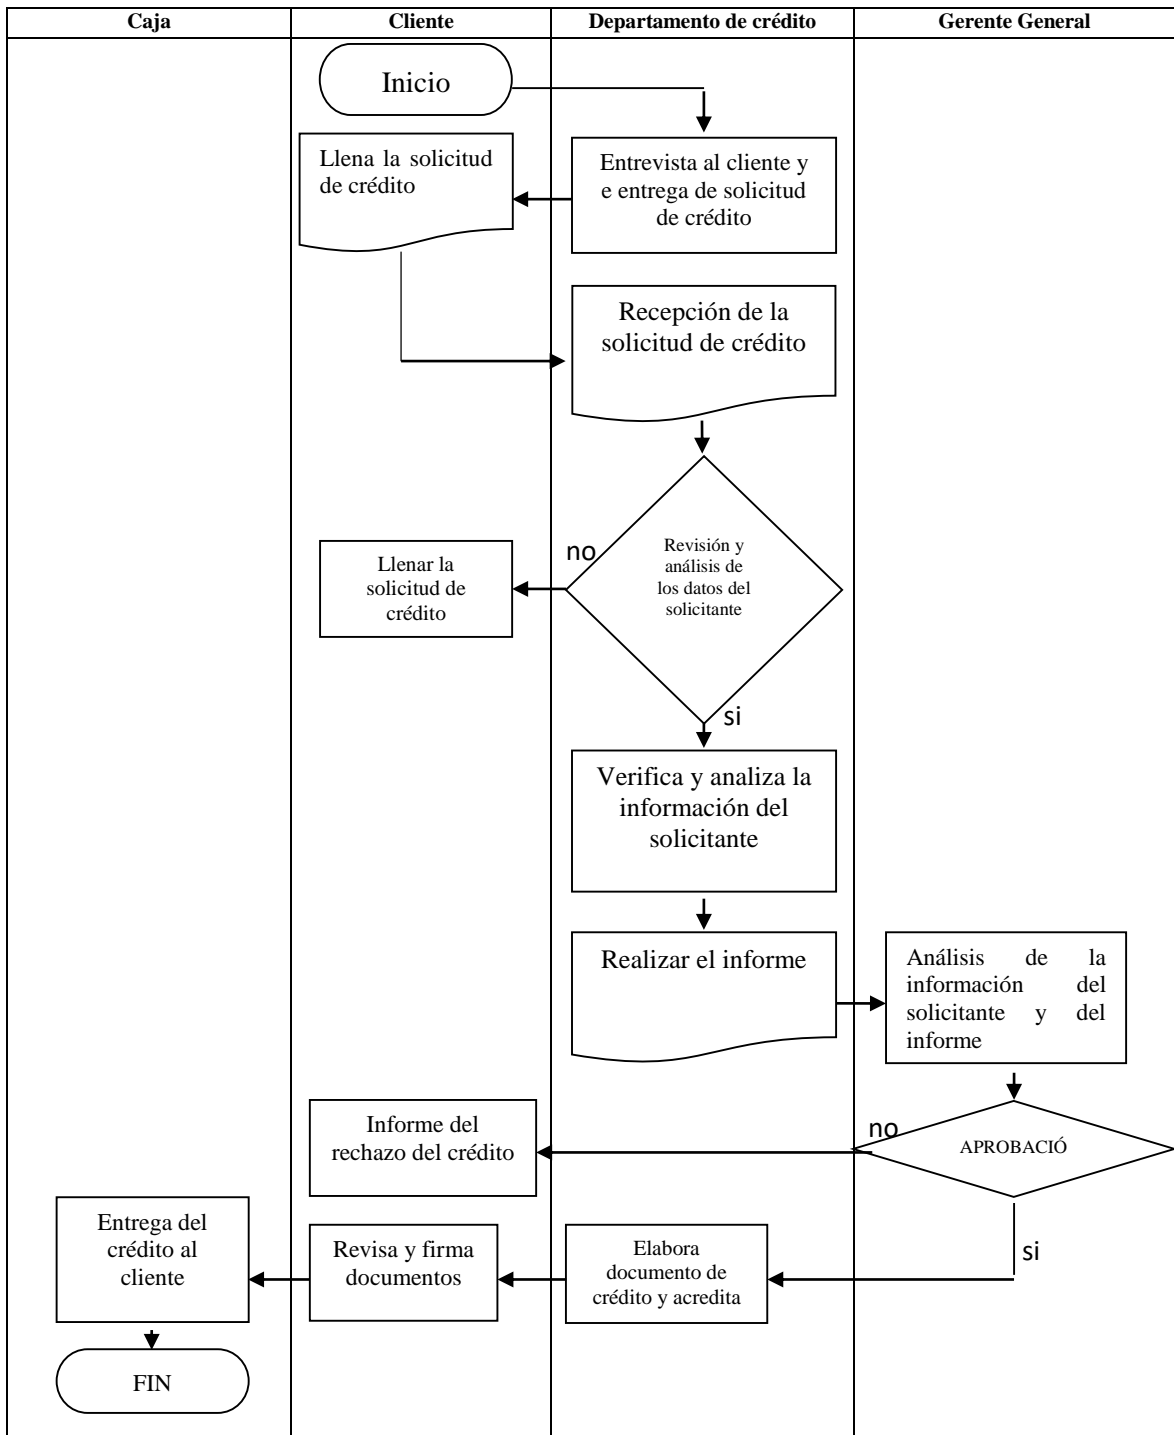 Caja
Cliente
Departamento de crédito
Gerente General
Inicio
Llena la solicitud
de crédito
Entrevista al cliente y
e entrega de solicitud
de crédito
Recepción de la
solicitud de crédito
no
Revisión y
análisis de
los datos del
solicitante
Llenar la
solicitud de
crédito
si
Verifica y analiza la
información del
solicitante
Realizar el informe
Análisis de la
información del
solicitante y del
informe
Informe del
rechazo del crédito
no
APROBACIÓ
Entrega del
crédito al
cliente
Revisa y firma
documentos
Elabora
documento de
crédito y acredita
si
FIN